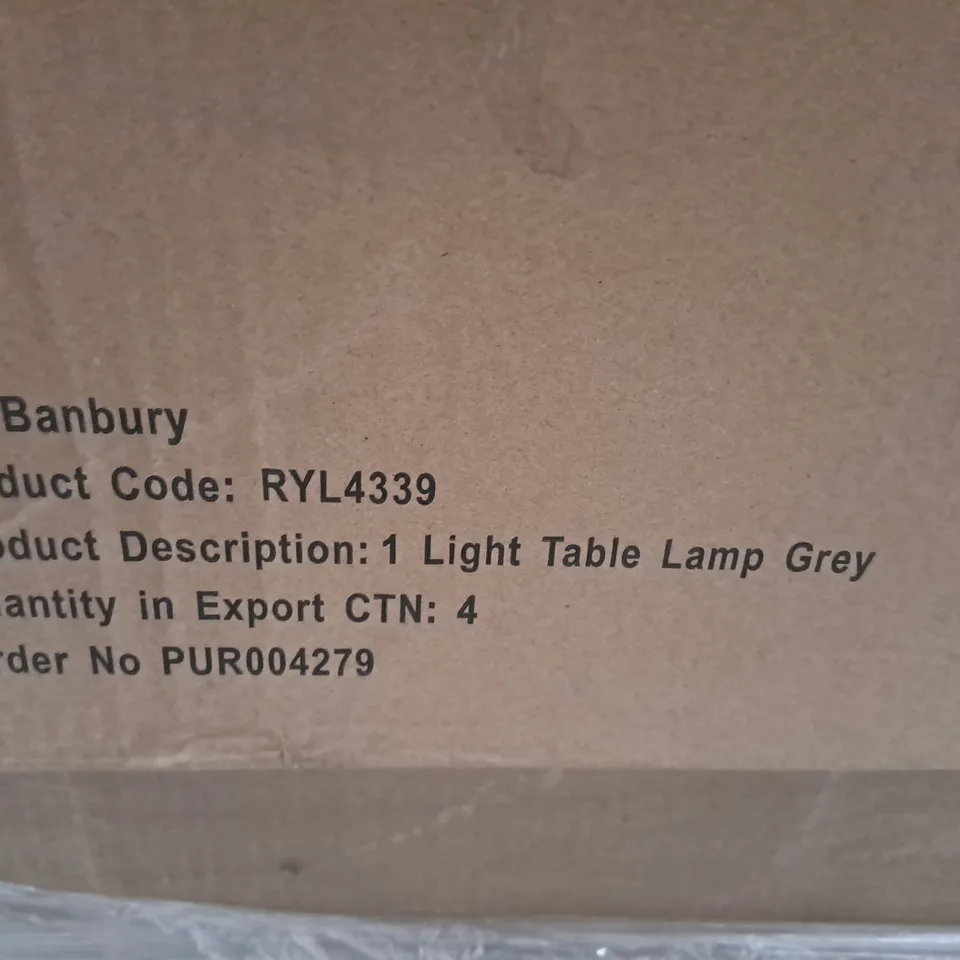 Banbury
duct Code: RYL4339
oduct Description: 1 Light Table Lamp Grey
antity in Export CTN: 4
rder No PUR004279